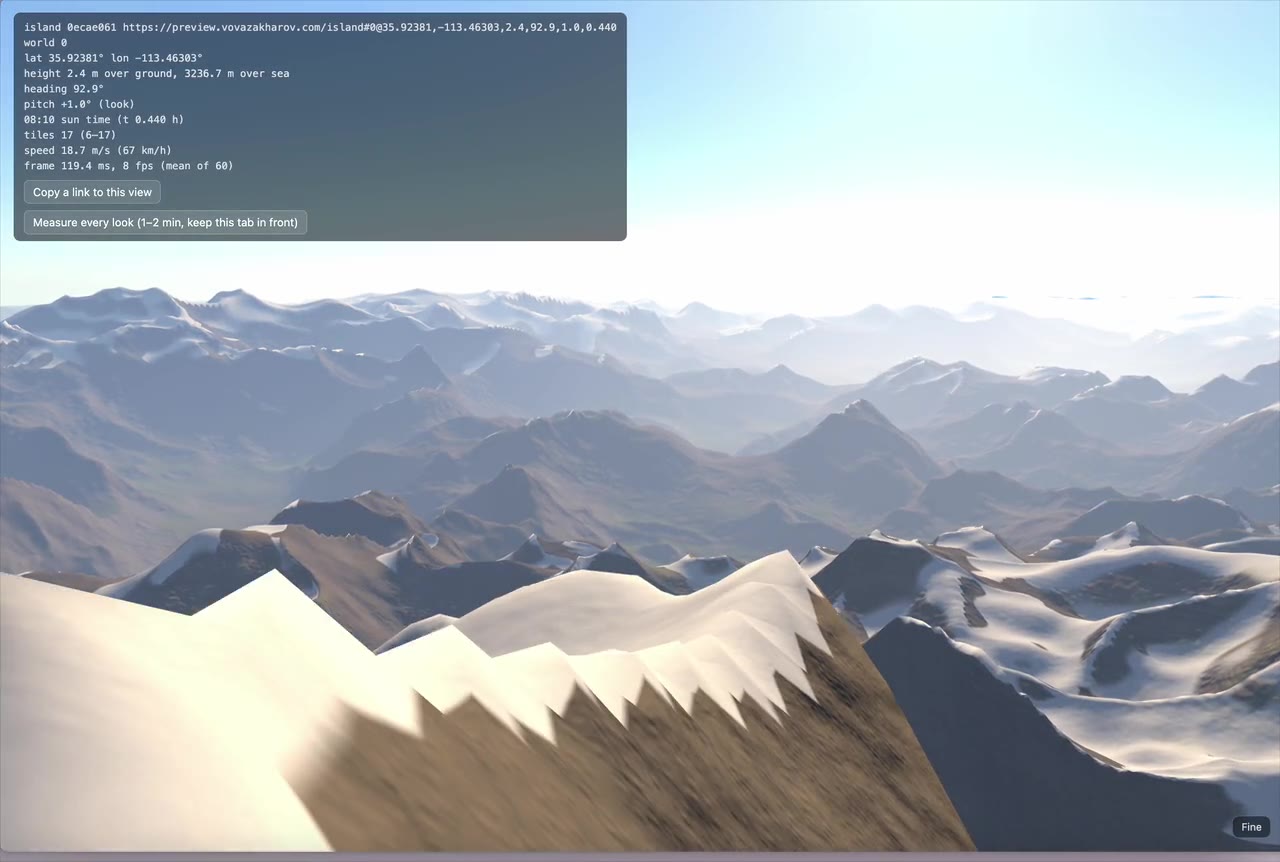 island 0ecae061 https://preview.vovazakharov.com/island#0@35.92381,-113.46303,2.4,92.9,1.0,0.440
world 0
lat 35.92381° lon -113.46303°
height 2.4 m over ground, 3236.7 m over sea
heading 92.9°
pitch +1.0° (look)
08:10 sun time (t 0.440 h)
tiles 17 (6–17)
speed 18.7 m/s (67 km/h)
frame 119.4 ms, 8 fps (mean of 60)
Copy a link to this view
Measure every look (1–2 min, keep this tab in front)
Fine